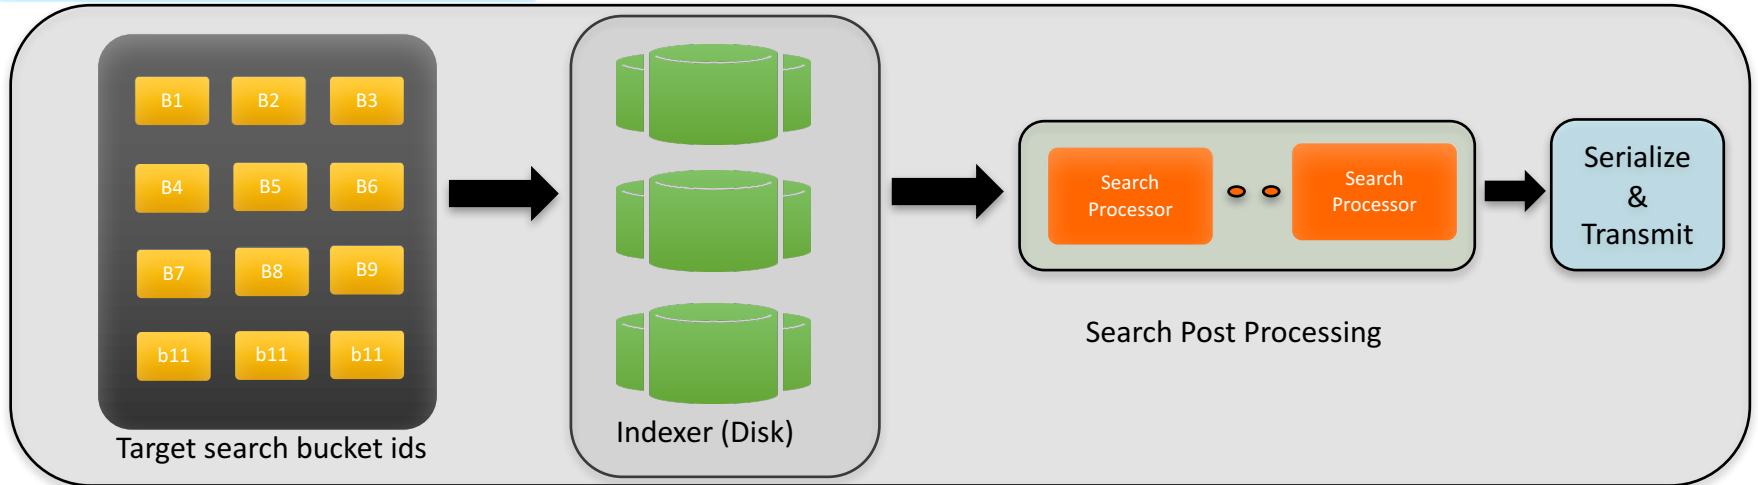 B1 B2 B3
B4 B5 B6
B7 B8 B9
b11 b11 b11
Target search bucket ids
Indexer (Disk)
Search
Processor
Search
Processor
Search Post Processing
Serialize
&
Transmit